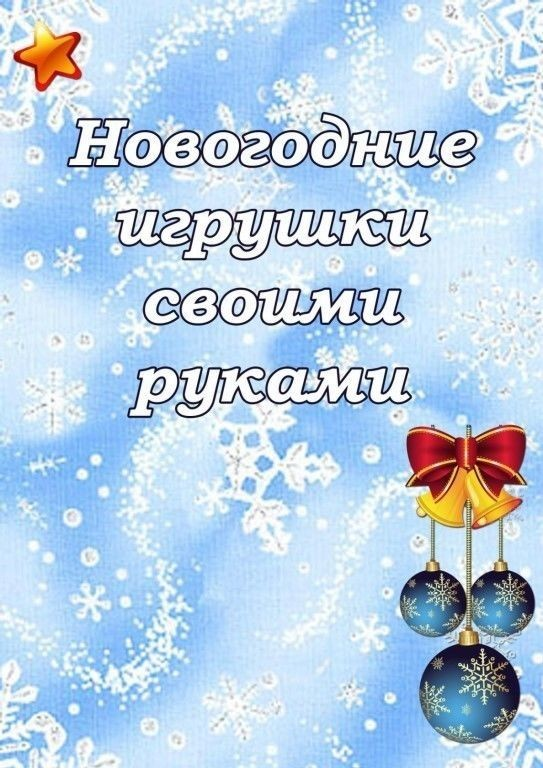 Новогодние
игрушки
своими
руками